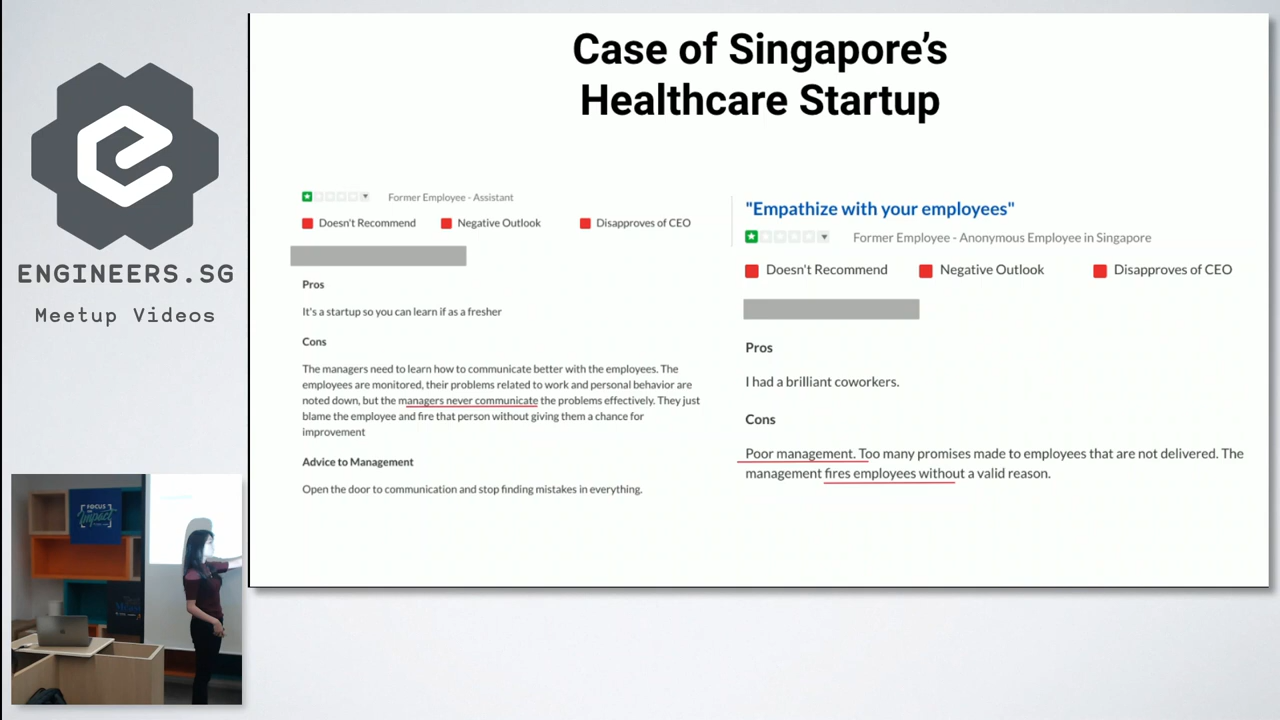 ENGINEERS.SG
Meetup Videos
Case of Singapore's
Healthcare Startup
Former Employee - Assistant
Doesn't Recommend Negative Outlook Disapproves of CEO
Pros
It's a startup so you can learn if as a fresher
Cons
The managers need to learn how to communicate better with the employees. The
employees are monitored, their problems related to work and personal behavior are
noted down, but the managers never communicate the problems effectively. They just
blame the employee and fire that person without giving them a chance for
improvement
Advice to Management
Open the door to communication and stop finding mistakes in everything.
"Empathize with your employees"
Former Employee - Anonymous Employee in Singapore
Doesn't Recommend Negative Outlook Disapproves of CEO
Pros
I had a brilliant coworkers.
Cons
Poor management. Too many promises made to employees that are not delivered. The
management fires employees without a valid reason.
FOCUS
Impact